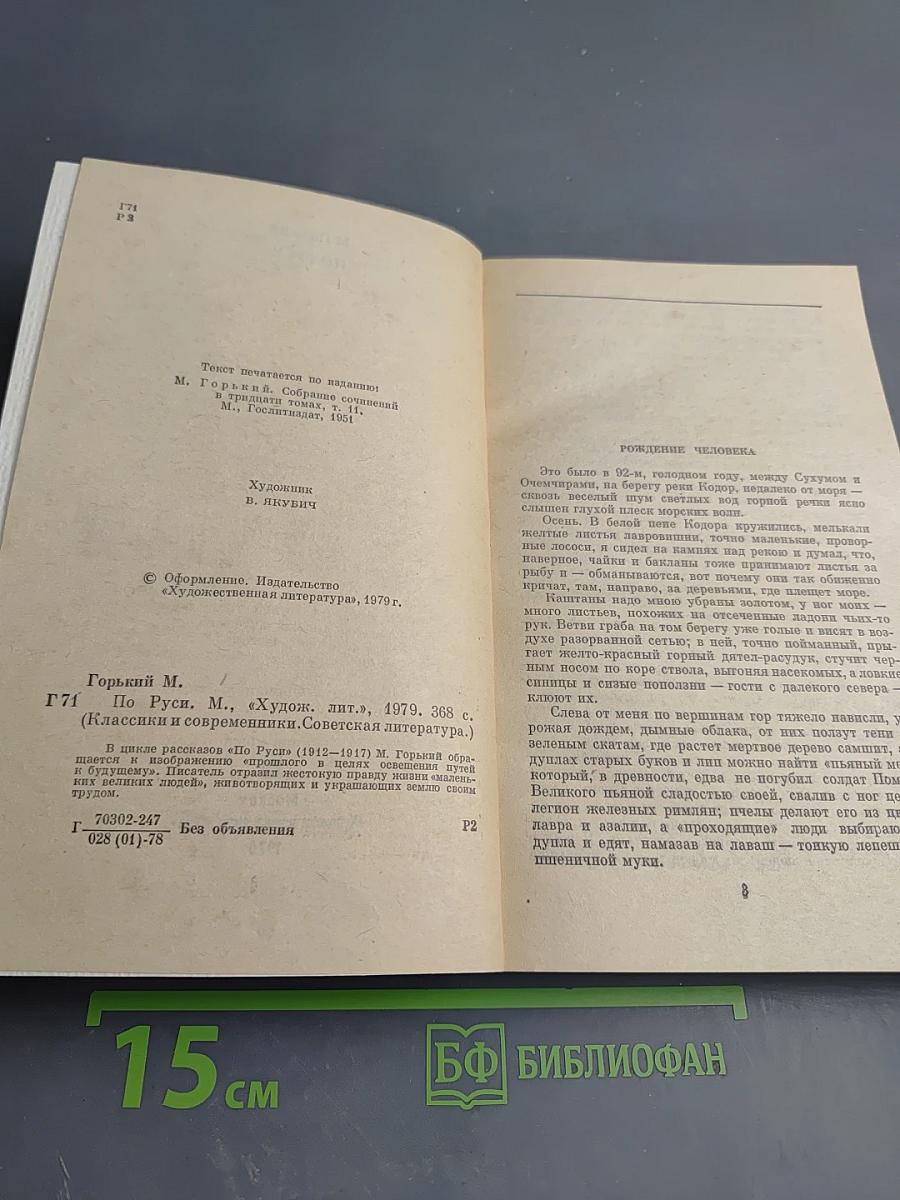 Г71
Р2
Текст печатается по изданию:
М. Горький. Собрание сочинений
в тридцати томах, т. 11.
М., Гослитиздат, 1951
Художник
В. ЯКУБИЧ
© Оформление. Издательство
«Художественная литература», 1979 г.
Горький М.
Г71 По Руси. М., «Худож. лит.», 1979. 368 с.
(Классики и современники. Советская литература.)
В цикле рассказов «По Руси» (1912—1917) М. Горький обра-
щается к изображению «прошлого в целях освещения путей
к будущему». Писатель отразил жестокую правду жизни «малень-
ких великих людей», животворящих и украшающих землю своим
трудом.
Г 70302-247
028 (01)-78 Без объявления Р2
РОЖДЕНИЕ ЧЕЛОВЕКА
Это было в 92-м, голодном году, между Сухумом и
Очемчирами, на берегу реки Кодор, недалеко от моря —
сквозь веселый шум светлых вод горной речки ясно
слышен глухой плеск морских волн.
Осень. В белой пене Кодора кружились, мелькали
желтые листья лавровишни, точно маленькие, провор-
ные лососи, я сидел на камнях над рекою и думал, что,
наверное, чайки и бакланы тоже принимают листья за
рыбу и — обманываются, вот почему они так обиженно
кричат, там, направо, за деревьями, где плещет море.
Каштаны надо мною убраны золотом, у ног моих —
много листьев, похожих на отсеченные ладони чьих-то
рук. Ветви граба на том берегу уже голые и висят в воз-
духе разорванной сетью; в ней, точно пойманный, пры-
гает желто-красный горный дятел-расудук, стучит чер-
ным носом по коре ствола, выгоняя насекомых, а ловкие
синицы и сизые поползни — гости с далекого севера —
клюют их.
Слева от меня по вершинам гор тяжело нависли, у
рожая дождем, дымные облака, от них ползут тени
зеленым скатам, где растет мертвое дерево самшит,
дуплах старых буков и лип можно найти «пьяный ме
который, в древности, едва не погубил солдат Пом
Великого пьяной сладостью своей, свалив с ног це
легион железных римлян; пчелы делают его из цв
лавра и азалии, а «проходящие» люди выбираю
дупла и едят, намазав на лаваш — тонкую лепеш
пшеничной муки.
3
15 см
БФ БИБЛИОФАН